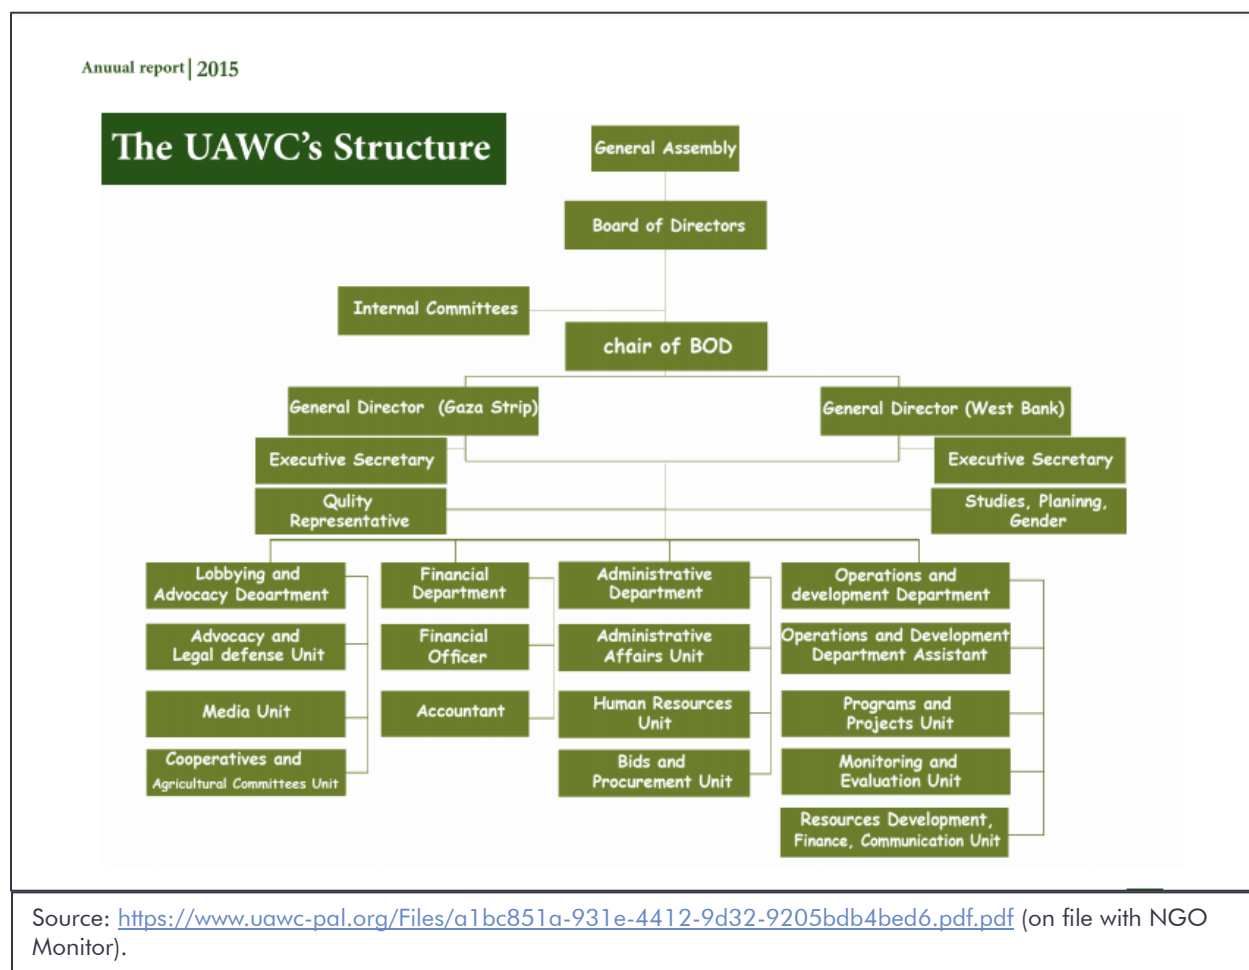 Anuual report | 2015
The UAWC's Structure
General Assembly
Board of Directors
Internal Committees
chair of BOD
General Director (Gaza Strip)
General Director (West Bank)
Executive Secretary
Executive Secretary
Qulity
Representative
Studies, Planinng,
Gender
Lobbying and
Advocacy Deoartment
Financial
Department
Administrative
Department
Operations and
development Department
Advocacy and
Legal defense Unit
Financial
Officer
Administrative
Affairs Unit
Operations and Development
Department Assistant
Media Unit
Accountant
Human Resources
Unit
Programs and
Projects Unit
Cooperatives and
Agricultural Committees Unit
Bids and
Procurement Unit
Monitoring and
Evaluation Unit
Resources Development,
Finance, Communication Unit
Source: https://www.uawc-pal.org/Files/a1bc851a-931e-4412-9d32-9205bdb4bed6.pdf.pdf (on file with NGO
Monitor).